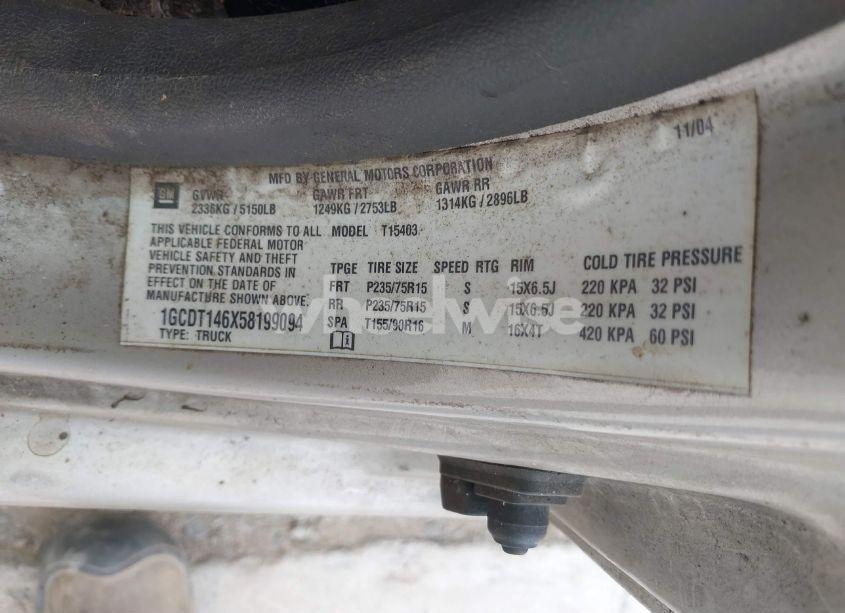 11/04
MFD BY GENERAL MOTORS CORPORATION
GM GVWR GAWR FRT GAWR RR
2336KG / 5150LB 1249KG / 2753LB 1314KG / 2896LB
THIS VEHICLE CONFORMS TO ALL MODEL T15403
APPLICABLE FEDERAL MOTOR
VEHICLE SAFETY AND THEFT
PREVENTION STANDARDS IN
EFFECT ON THE DATE OF
MANUFACTURE SHOWN ABOVE.
1GCDT146X58199094
TYPE: TRUCK
TPGE TIRE SIZE SPEED RTG RIM COLD TIRE PRESSURE
FRT P235/75R15 S 15X6.5J 220 KPA 32 PSI
RR P235/75R15 S 15X6.5J 220 KPA 32 PSI
SPA T155/90R16 M 16X4T 420 KPA 60 PSI